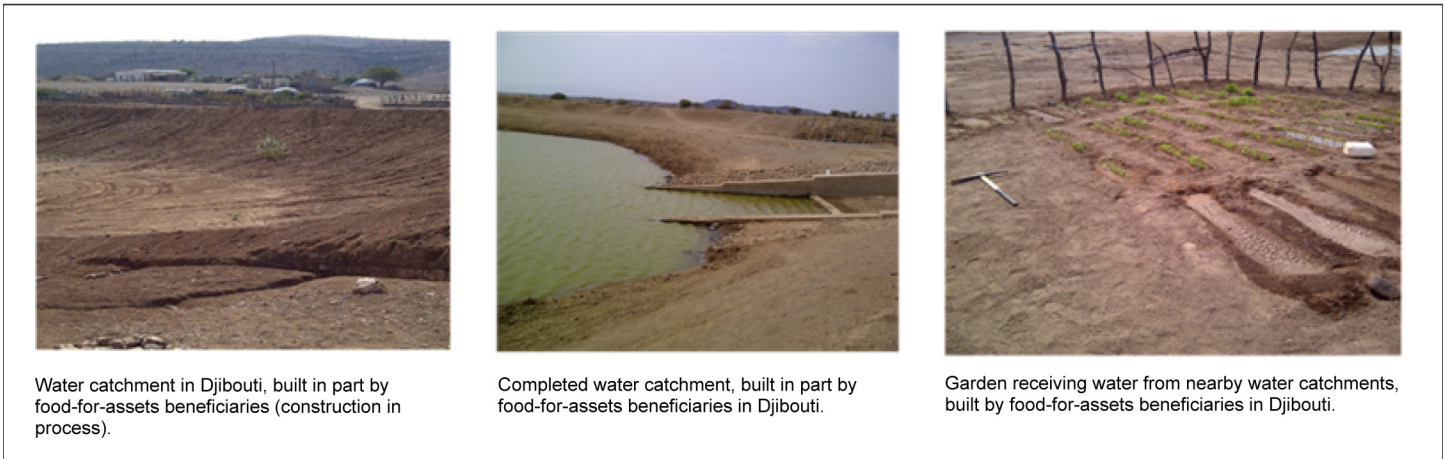 Water catchment in Djibouti, built in part by
food-for-assets beneficiaries (construction in
process).
Completed water catchment, built in part by
food-for-assets beneficiaries in Djibouti.
Garden receiving water from nearby water catchments,
built by food-for-assets beneficiaries in Djibouti.